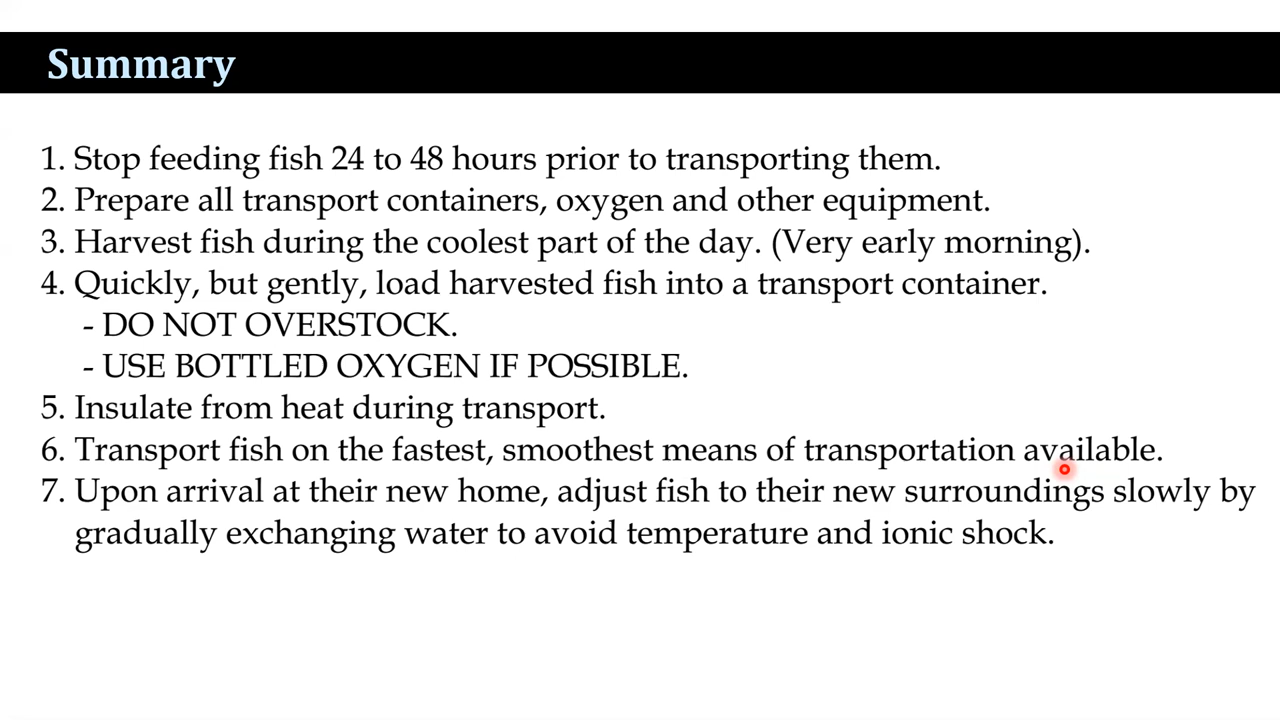 Summary
1. Stop feeding fish 24 to 48 hours prior to transporting them.
2. Prepare all transport containers, oxygen and other equipment.
3. Harvest fish during the coolest part of the day. (Very early morning).
4. Quickly, but gently, load harvested fish into a transport container.
- DO NOT OVERSTOCK.
- USE BOTTLED OXYGEN IF POSSIBLE.
5. Insulate from heat during transport.
6. Transport fish on the fastest, smoothest means of transportation available.
7. Upon arrival at their new home, adjust fish to their new surroundings slowly by
gradually exchanging water to avoid temperature and ionic shock.